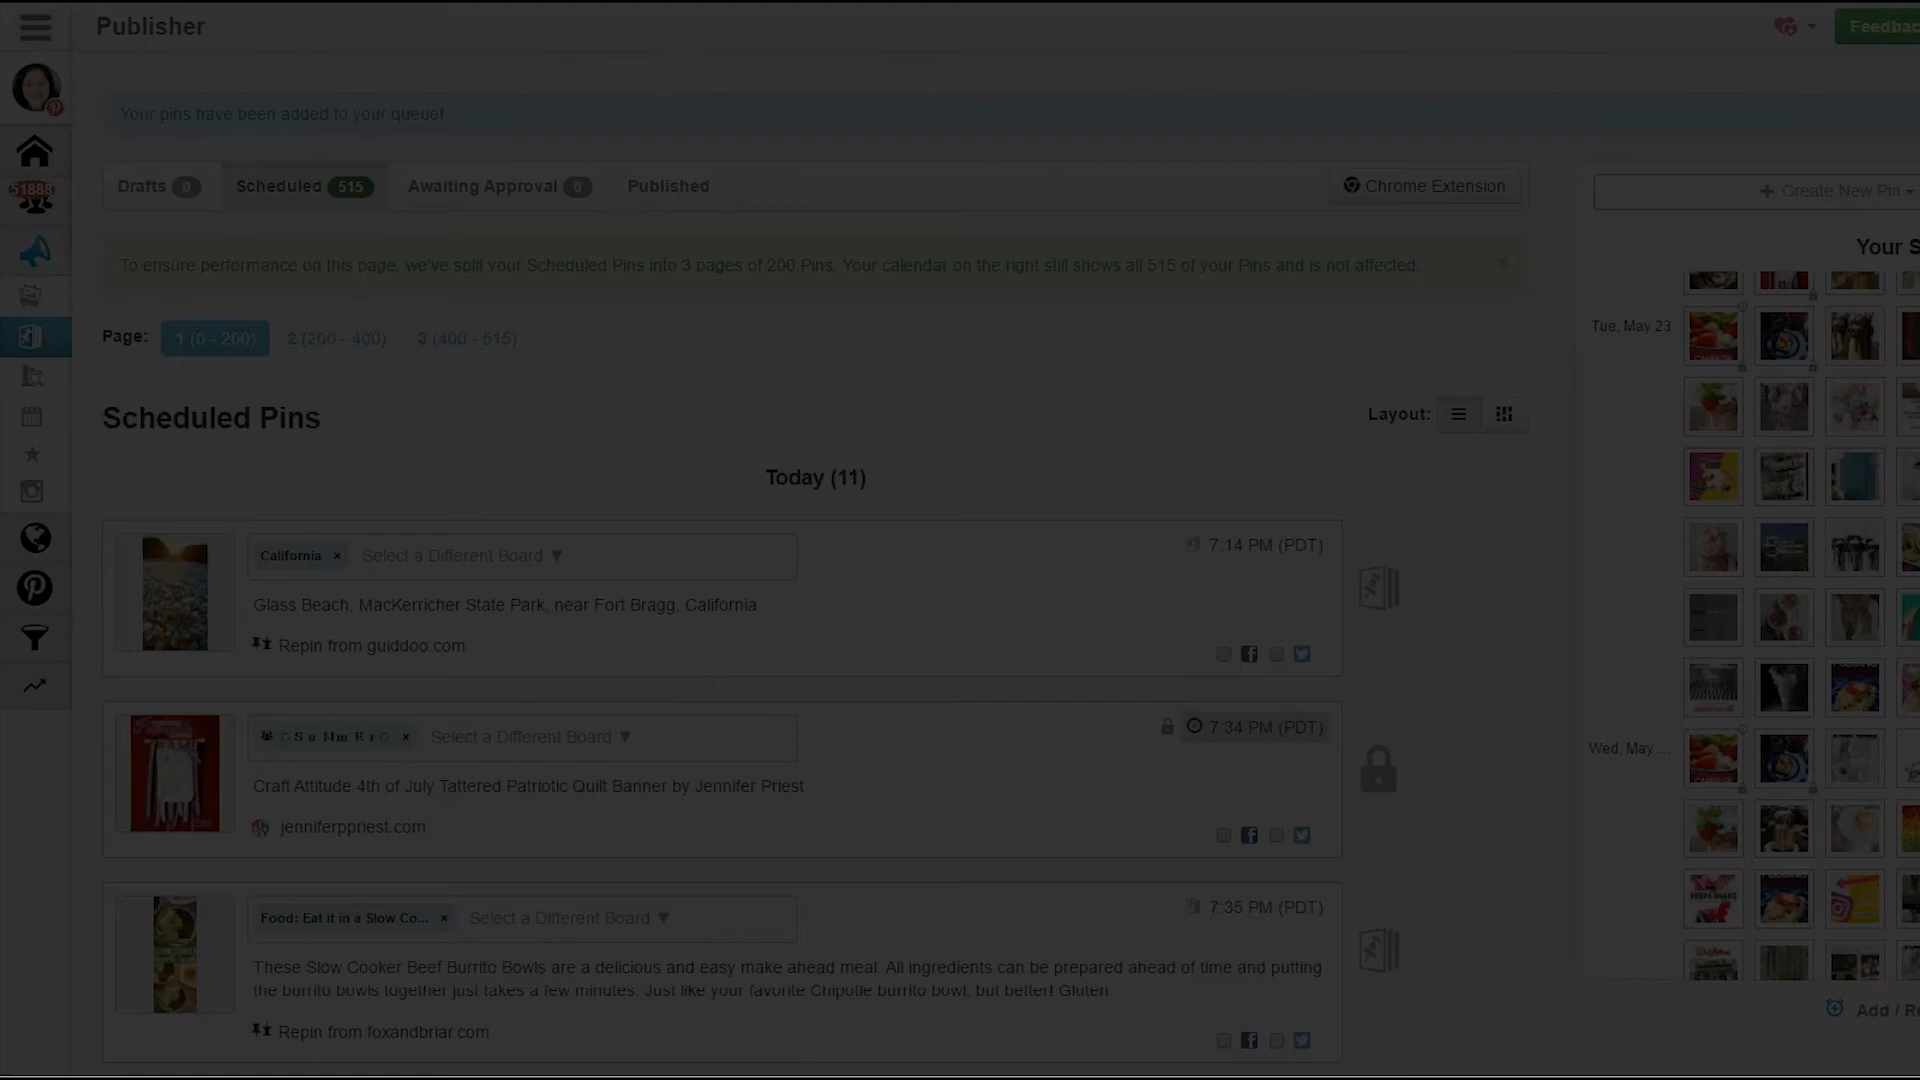 Publisher
Feedbac
Your pins have been added to your queue!
Drafts 0
Scheduled 515
Awaiting Approval 0
Published
Chrome Extension
Create New Pin
51888
To ensure performance on this page, we've split your Scheduled Pins into 3 pages of 200 Pins. Your calendar on the right still shows all 515 of your Pins and is not affected.
×
Your S
Page: 1 (0 - 200) 2 (200 - 400) 3 (400 - 515)
Tue, May 23
Scheduled Pins
Layout:
Today (11)
California × Select a Different Board ▼
7:14 PM (PDT)
Glass Beach, MacKerricher State Park, near Fort Bragg, California
Repin from guiddoo.com
S u Mm E r × Select a Different Board ▼
7:34 PM (PDT)
Wed, May ...
Craft Attitude 4th of July Tattered Patriotic Quilt Banner by Jennifer Priest
jenniferppriest.com
Food: Eat it in a Slow Co... × Select a Different Board ▼
7:35 PM (PDT)
These Slow Cooker Beef Burrito Bowls are a delicious and easy make ahead meal. All ingredients can be prepared ahead of time and putting
the burrito bowls together just takes a few minutes. Just like your favorite Chipotle burrito bowl, but better! Gluten
Repin from foxandbriar.com
Add / Re